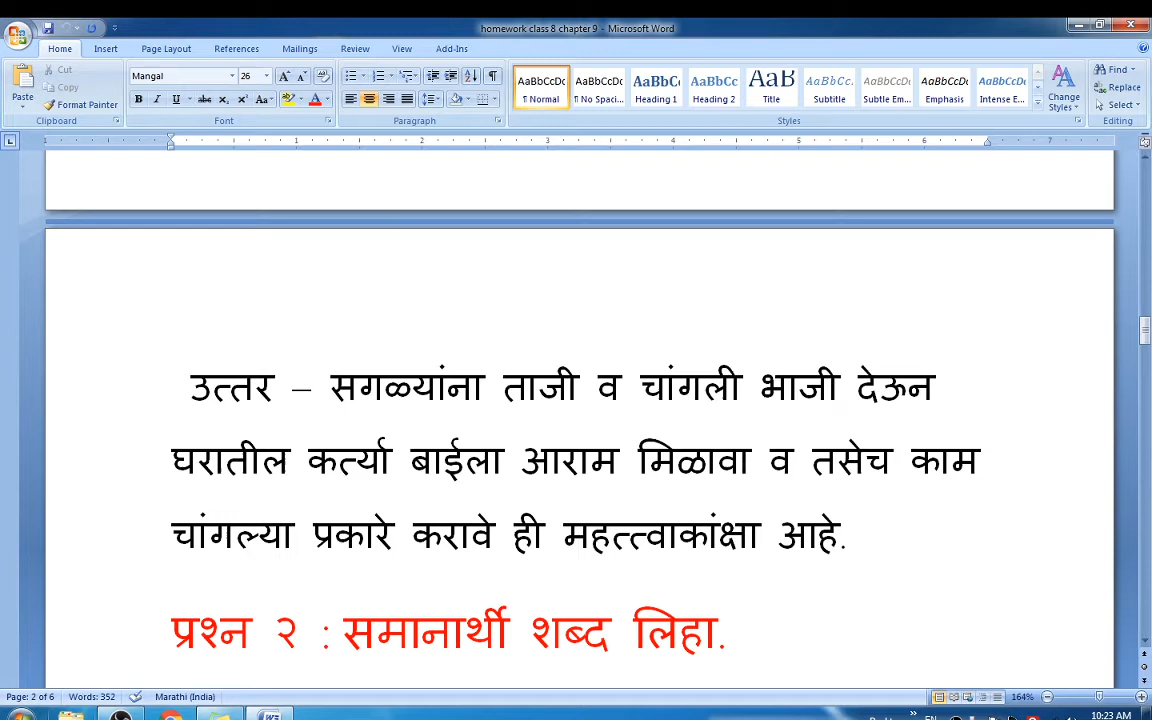 homework class 8 chapter 9 - Microsoft Word
Home Insert Page Layout References Mailings Review View Add-Ins
Paste
Cut
Copy
Format Painter
Clipboard
Mangal 26
Font
Paragraph
AaBbCcDc AaBbCcDc AaBbCc AaBbCc AaB AaBbCc. AaBbCcDc AaBbCcDc AaBbCcDc
¶ Normal ¶ No Spaci... Heading 1 Heading 2 Title Subtitle Subtle Em... Emphasis Intense E...
Change Styles
Styles
Find
Replace
Select
Editing
उत्तर – सगळ्यांना ताजी व चांगली भाजी देऊन
घरातील कर्त्या बाईला आराम मिळावा व तसेच काम
चांगल्या प्रकारे करावे ही महत्त्वाकांक्षा आहे.
प्रश्न २ : समानार्थी शब्द लिहा.
Page: 2 of 6 Words: 352 Marathi (India) 164%
EN 10:23 AM